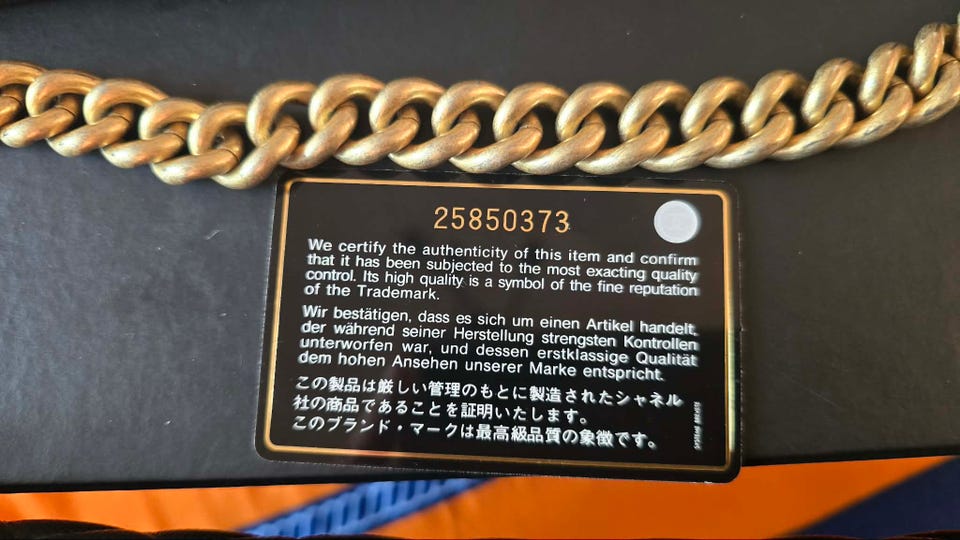 25850373
We certify the authenticity of this item and confirm
that it has been subjected to the most exacting quality
control. Its high quality is a symbol of the fine reputation
of the Trademark.
Wir bestätigen, dass es sich um einen Artikel handelt,
der während seiner Herstellung strengsten Kontrollen
unterworfen war, und dessen erstklassige Qualität
dem hohen Ansehen unserer Marke entspricht.
この製品は厳しい管理のもとに製造されたシャネル
社の商品であることを証明いたします。
このブランド・マークは最高級品質の象徴です。